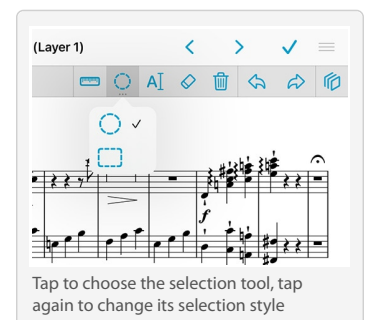 (Layer 1)
A
f
Tap to choose the selection tool, tap
again to change its selection style